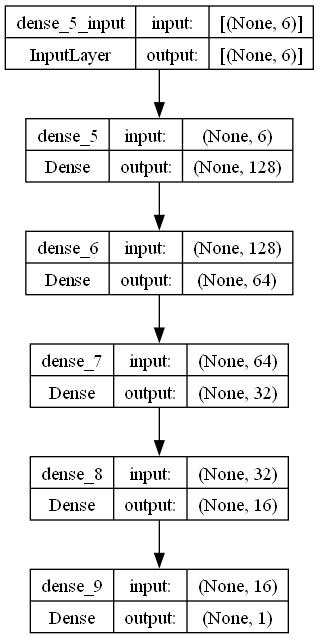 dense_5_input input: [(None, 6)]
InputLayer output: [(None, 6)]
dense_5 input: (None, 6)
Dense output: (None, 128)
dense_6 input: (None, 128)
Dense output: (None, 64)
dense_7 input: (None, 64)
Dense output: (None, 32)
dense_8 input: (None, 32)
Dense output: (None, 16)
dense_9 input: (None, 16)
Dense output: (None, 1)